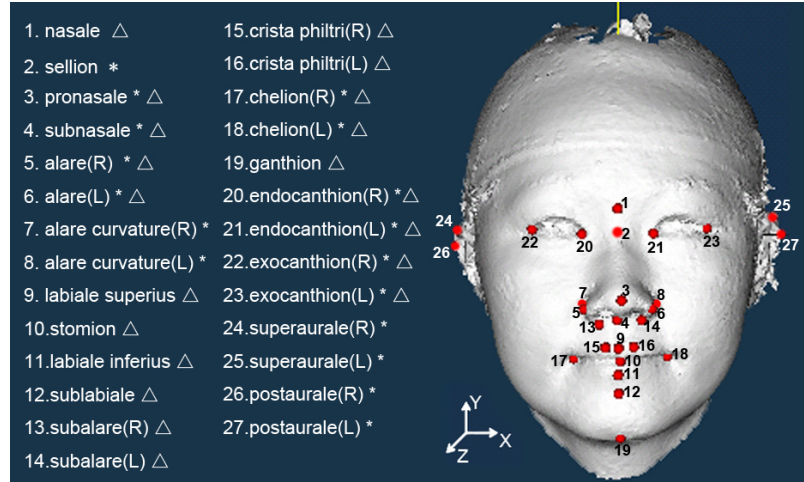 1. nasale △
2. sellion *
3. pronasale * △
4. subnasale * △
5. alare(R) * △
6. alare(L) * △
7. alare curvature(R) *
8. alare curvature(L) *
9. labiale superius △
10.stomion △
11.labiale inferius △
12.sublabiale △
13.subalare(R) △
14.subalare(L) △
15.crista philtri(R) △
16.crista philtri(L) △
17.chelion(R) * △
18.chelion(L) * △
19.ganthion △
20.endocanthion(R) *△
21.endocanthion(L) * △
22.exocanthion(R) * △
23.exocanthion(L) * △
24.superaurale(R) *
25.superaurale(L) *
26.postaurale(R) *
27.postaurale(L) *
1
25
24
22
20
2
21
23
27
26
7
3
8
5
6
13
4
14
15
9
16
17
10
18
11
12
19
Y
X
Z